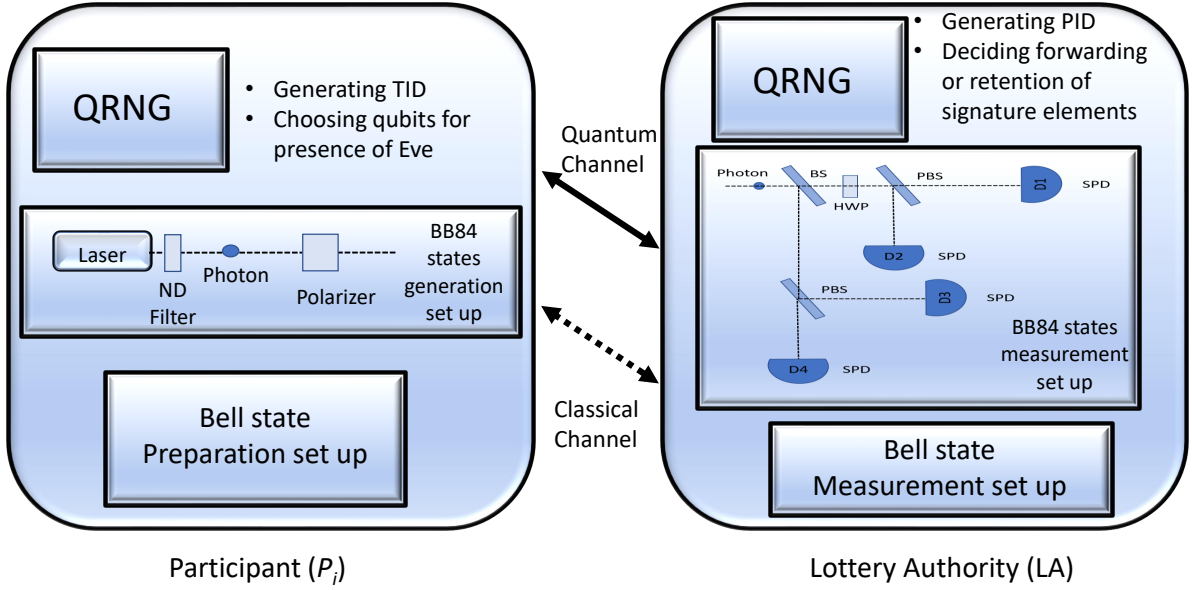 QRNG
• Generating TID
• Choosing qubits for
presence of Eve
Laser
ND
Filter
Photon
Polarizer
BB84
states
generation
set up
Bell state
Preparation set up
Participant (Pi)
Quantum
Channel
Classical
Channel
QRNG
• Generating PID
• Deciding forwarding
or retention of
signature elements
Photon
BS
HWP
PBS
D1
SPD
D2
SPD
PBS
D3
SPD
D4
SPD
BB84 states
measurement
set up
Bell state
Measurement set up
Lottery Authority (LA)